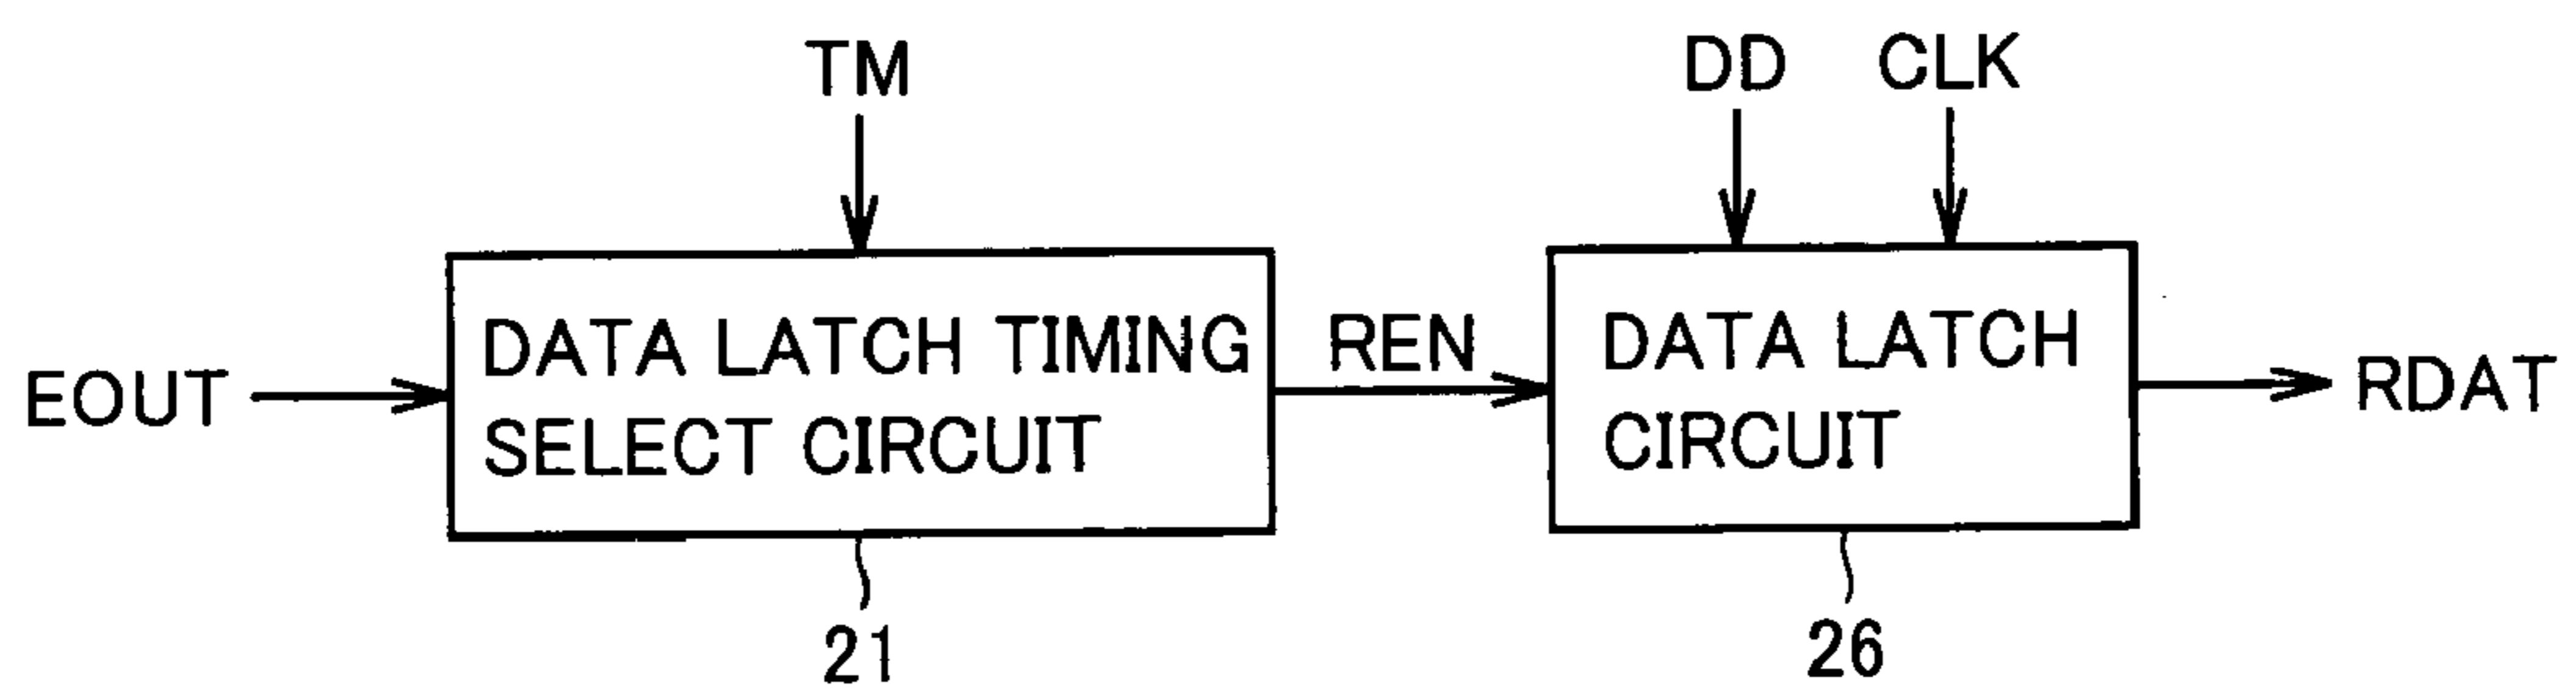 TM
DD
CLK
EOUT
DATA LATCH TIMING
SELECT CIRCUIT
REN
DATA LATCH
CIRCUIT
RDAT
21
26